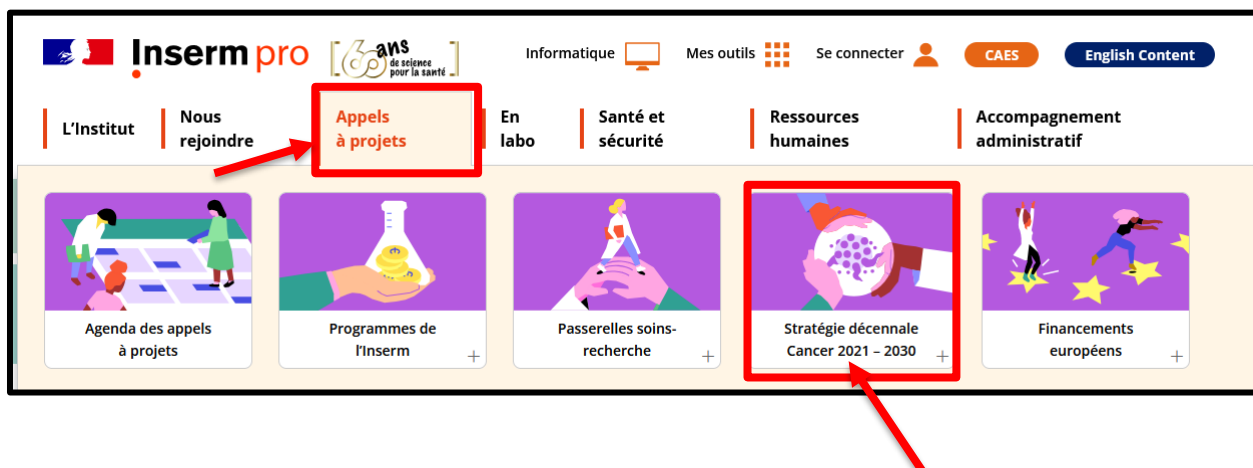 Inserm pro
60 ans
de science
pour la santé
Informatique
Mes outils
Se connecter
CAES
English Content
L'Institut
Nous
rejoindre
Appels
à projets
En
labo
Santé et
sécurité
Ressources
humaines
Accompagnement
administratif
Agenda des appels
à projets
Programmes de
l'Inserm
+
Passerelles soins-
recherche
+
Stratégie décennale
Cancer 2021 – 2030
+
Financements
européens
+